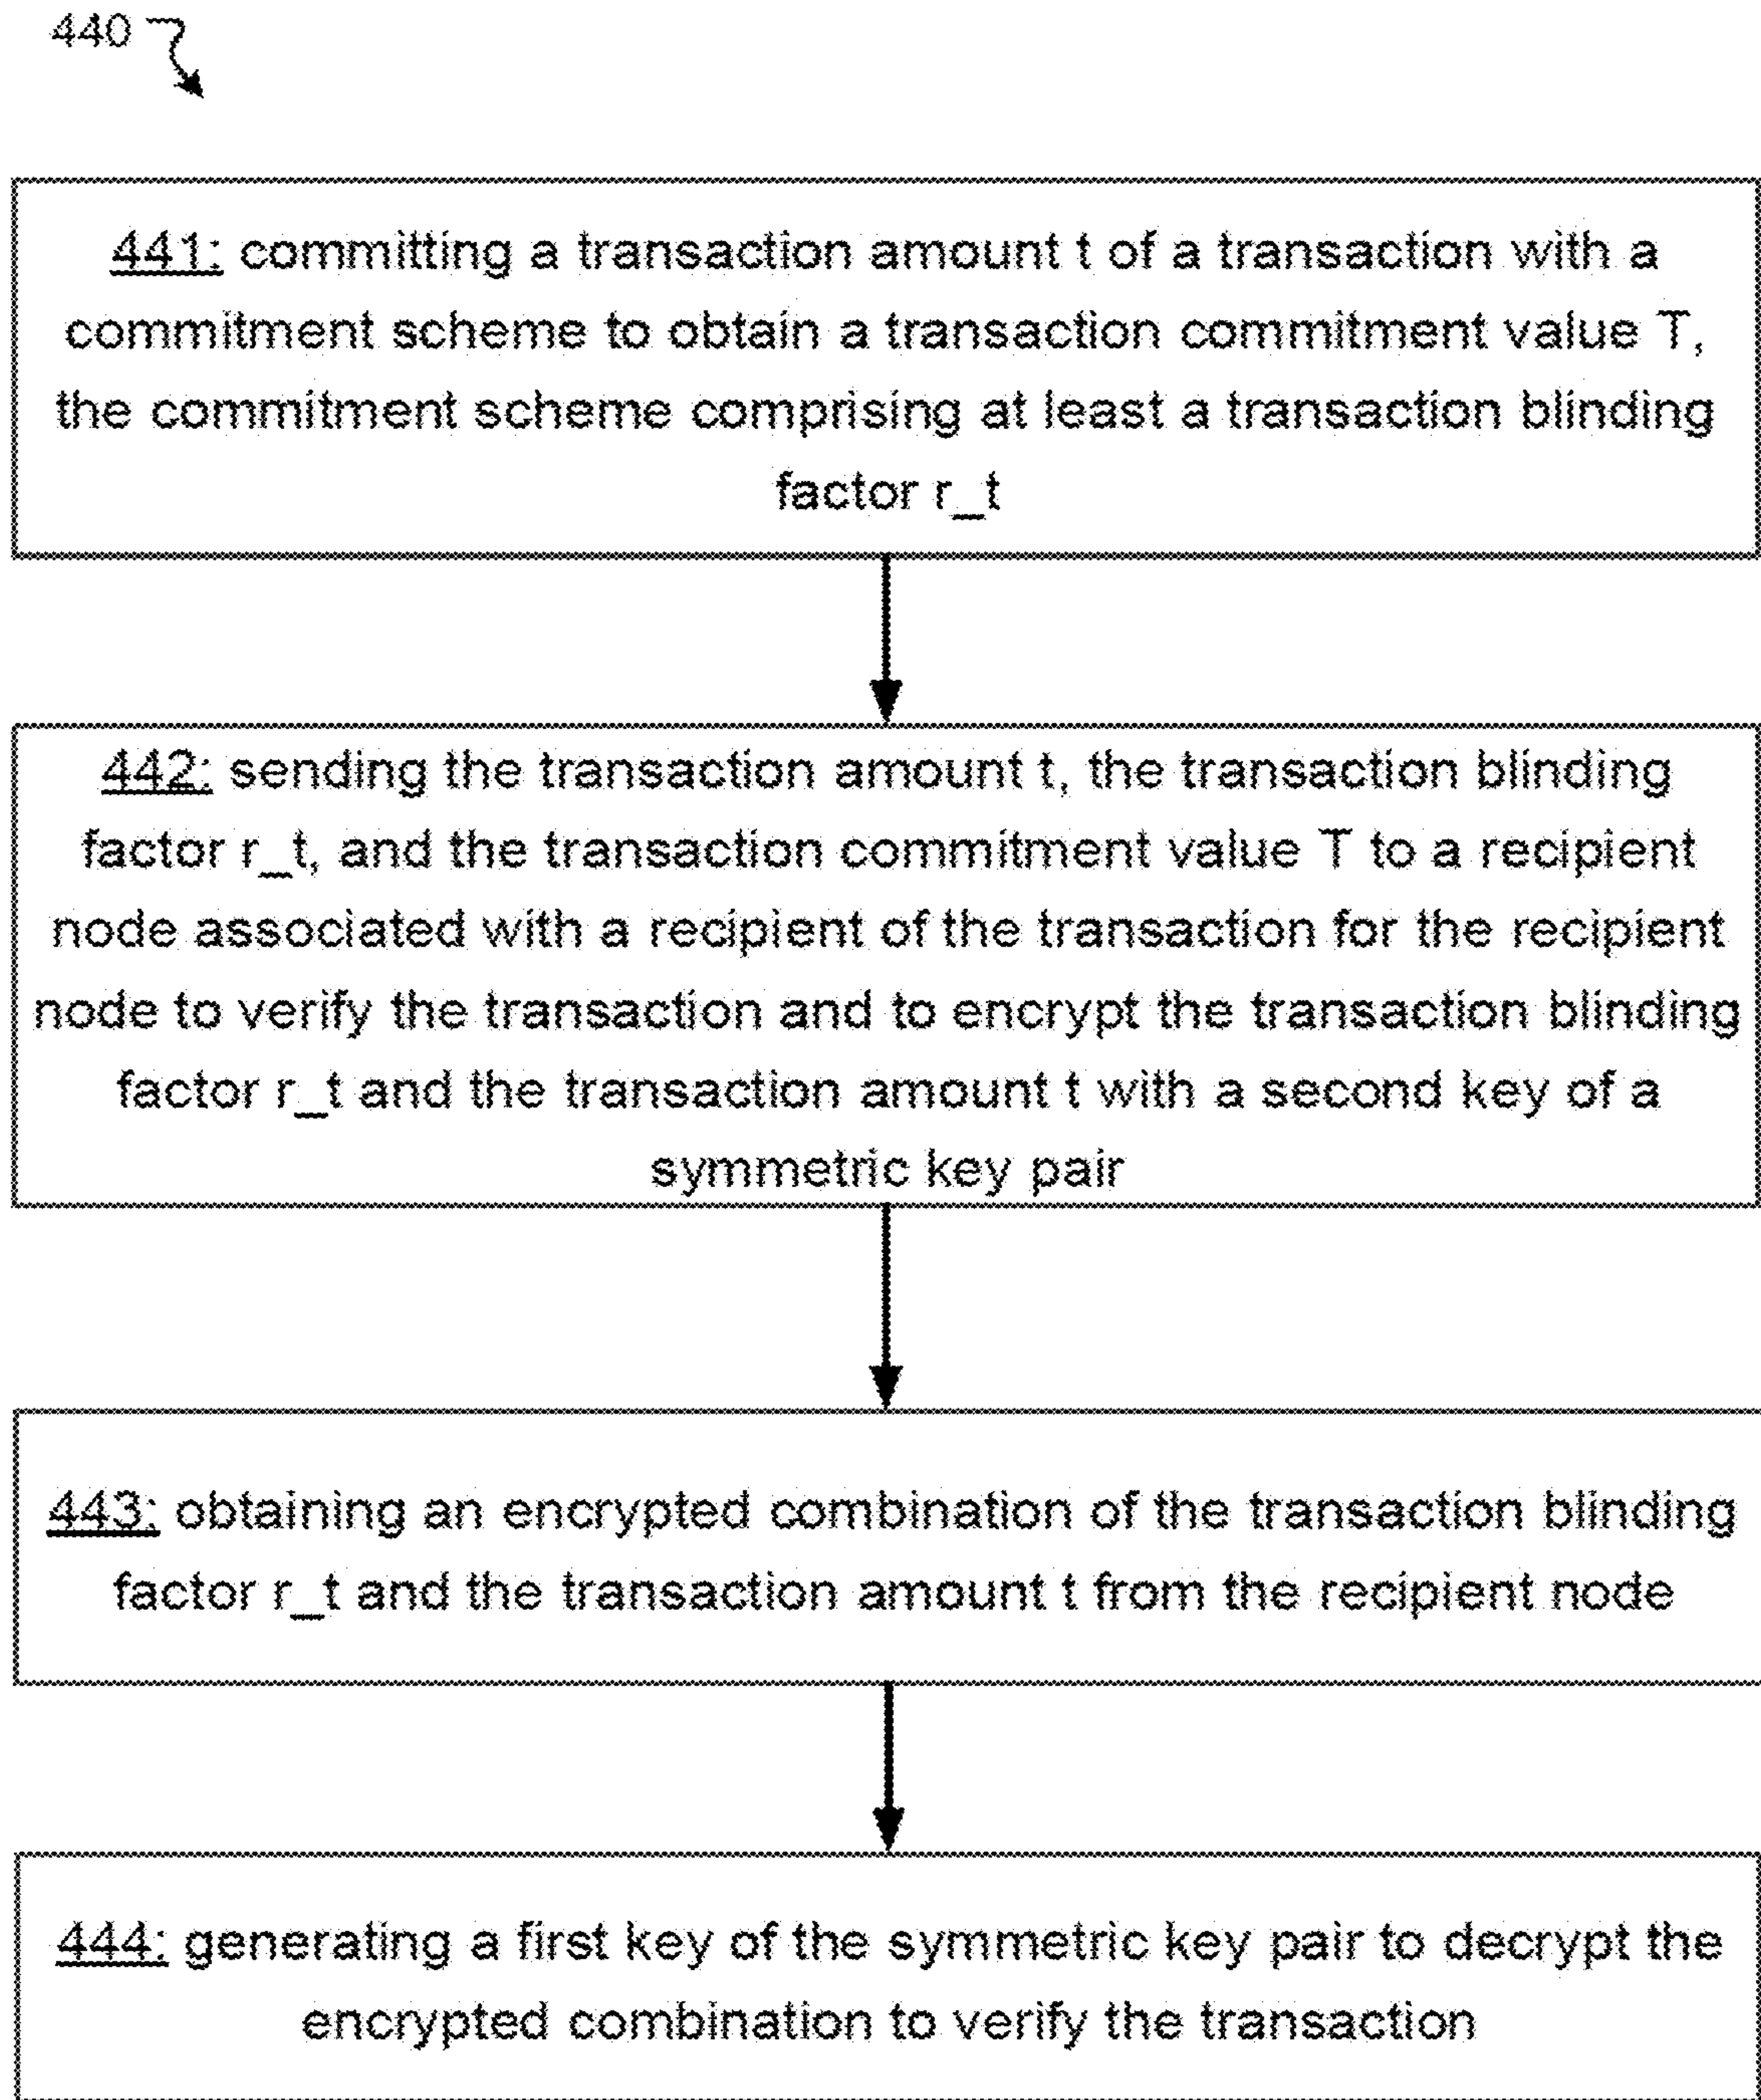 440
441: committing a transaction amount t of a transaction with a
commitment scheme to obtain a transaction commitment value T,
the commitment scheme comprising at least a transaction blinding
factor r_t
442: sending the transaction amount t, the transaction blinding
factor r_t, and the transaction commitment value T to a recipient
node associated with a recipient of the transaction for the recipient
node to verify the transaction and to encrypt the transaction blinding
factor r_t and the transaction amount t with a second key of a
symmetric key pair
443: obtaining an encrypted combination of the transaction blinding
factor r_t and the transaction amount t from the recipient node
444: generating a first key of the symmetric key pair to decrypt the
encrypted combination to verify the transaction